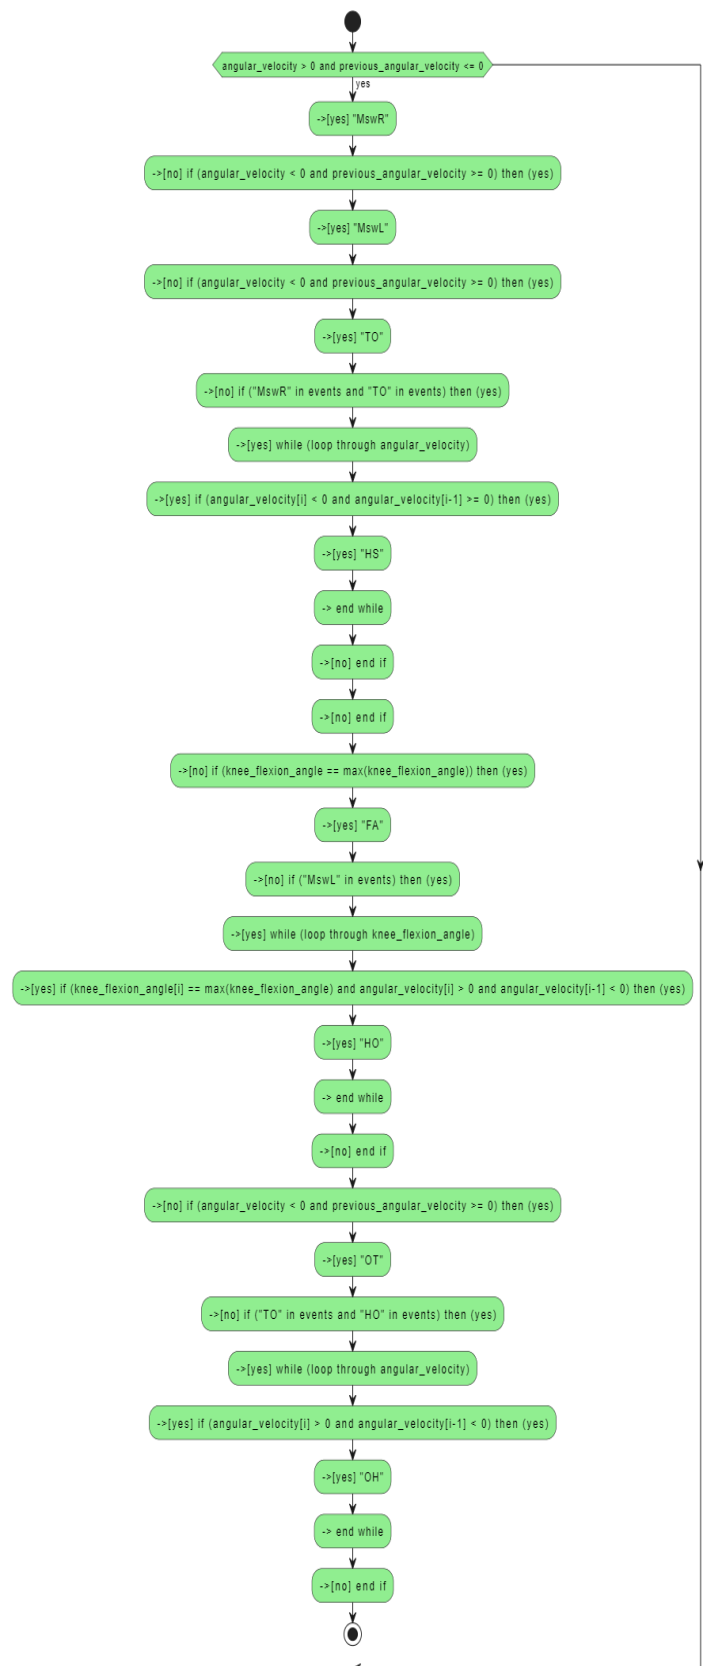 angular_velocity > 0 and previous_angular_velocity <= 0
yes
->[yes] "MswR"
->[no] if (angular_velocity < 0 and previous_angular_velocity >= 0) then (yes)
->[yes] "MswL"
->[no] if (angular_velocity < 0 and previous_angular_velocity >= 0) then (yes)
->[yes] "TO"
->[no] if ("MswR" in events and "TO" in events) then (yes)
->[yes] while (loop through angular_velocity)
->[yes] if (angular_velocity[i] < 0 and angular_velocity[i-1] >= 0) then (yes)
->[yes] "HS"
-> end while
->[no] end if
->[no] end if
->[no] if (knee_flexion_angle == max(knee_flexion_angle)) then (yes)
->[yes] "FA"
->[no] if ("MswL" in events) then (yes)
->[yes] while (loop through knee_flexion_angle)
->[yes] if (knee_flexion_angle[i] == max(knee_flexion_angle) and angular_velocity[i] > 0 and angular_velocity[i-1] < 0) then (yes)
->[yes] "HO"
-> end while
->[no] end if
->[no] if (angular_velocity < 0 and previous_angular_velocity >= 0) then (yes)
->[yes] "OT"
->[no] if ("TO" in events and "HO" in events) then (yes)
->[yes] while (loop through angular_velocity)
->[yes] if (angular_velocity[i] > 0 and angular_velocity[i-1] < 0) then (yes)
->[yes] "OH"
-> end while
->[no] end if